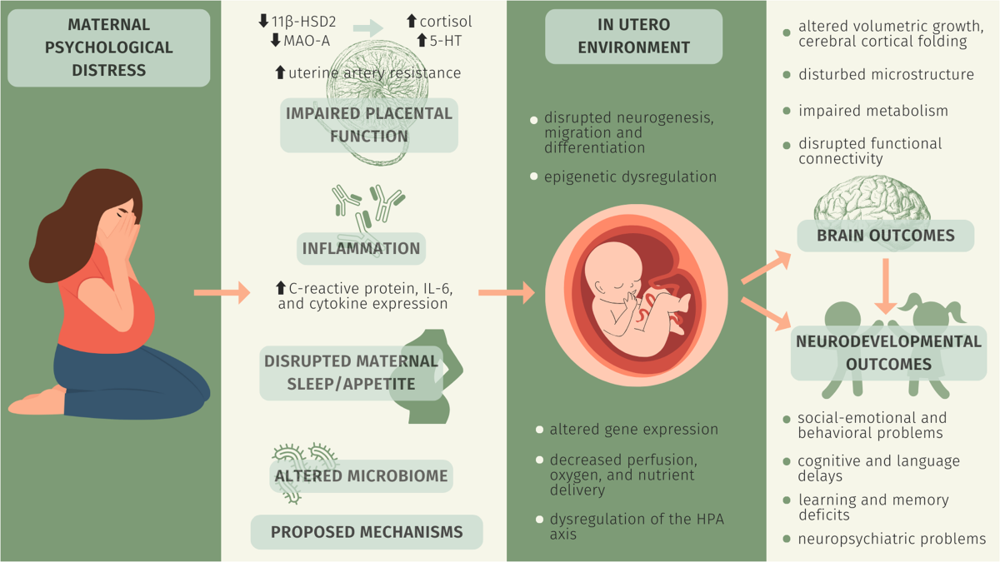 MATERNAL
PSYCHOLOGICAL
DISTRESS
⬇11β-HSD2
⬇MAO-A
⬆cortisol
⬆5-HT
⬆uterine artery resistance
IMPAIRED PLACENTAL
FUNCTION
INFLAMMATION
⬆C-reactive protein, IL-6,
and cytokine expression
DISRUPTED MATERNAL
SLEEP/APPETITE
ALTERED MICROBIOME
PROPOSED MECHANISMS
IN UTERO
ENVIRONMENT
• disrupted neurogenesis,
migration and
differentiation
• epigenetic dysregulation
• altered gene expression
• decreased perfusion,
oxygen, and nutrient
delivery
• dysregulation of the HPA
axis
• altered volumetric growth,
cerebral cortical folding
• disturbed microstructure
• impaired metabolism
• disrupted functional
connectivity
BRAIN OUTCOMES
NEURODEVELOPMENTAL
OUTCOMES
• social-emotional and
behavioral problems
• cognitive and language
delays
• learning and memory
deficits
• neuropsychiatric problems